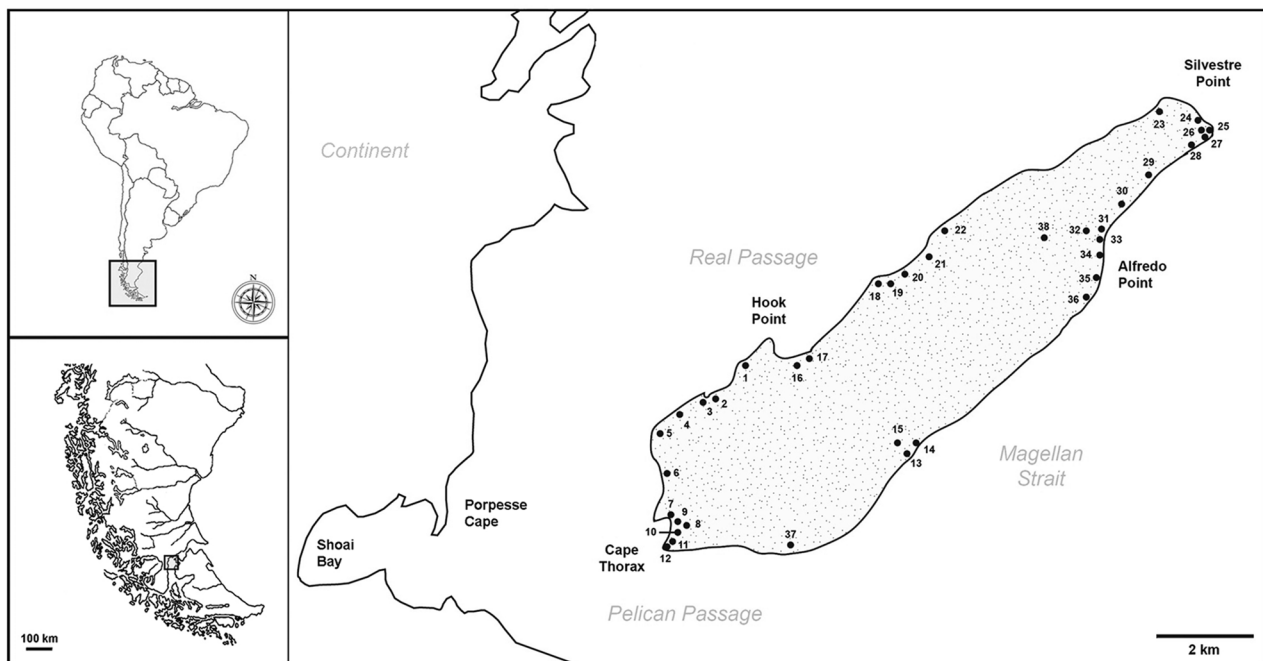 N
100 km
Continent
Shoai
Bay
Porpesse
Cape
Real Passage
Hook
Point
Silvestre
Point
Alfredo
Point
Magellan
Strait
Cape
Thorax
Pelican Passage
2 km
23
24
25
26
27
28
29
30
31
32
33
38
34
35
36
22
21
20
18
19
17
16
1
2
3
4
5
6
7
9
8
10
11
12
37
15
14
13